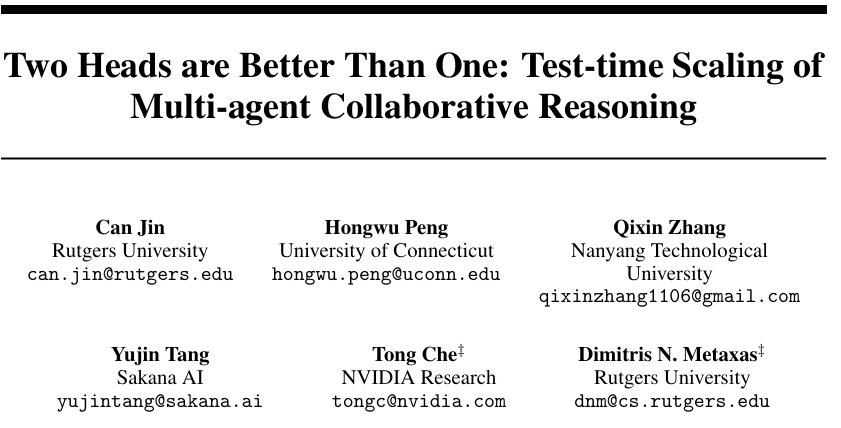 Two Heads are Better Than One: Test-time Scaling of
Multi-agent Collaborative Reasoning
Can Jin
Rutgers University
can.jin@rutgers.edu
Hongwu Peng
University of Connecticut
hongwu.peng@uconn.edu
Qixin Zhang
Nanyang Technological
University
qixinzhang1106@gmail.com
Yujin Tang
Sakana AI
yujintang@sakana.ai
Tong Che‡
NVIDIA Research
tongc@nvidia.com
Dimitris N. Metaxas‡
Rutgers University
dnm@cs.rutgers.edu